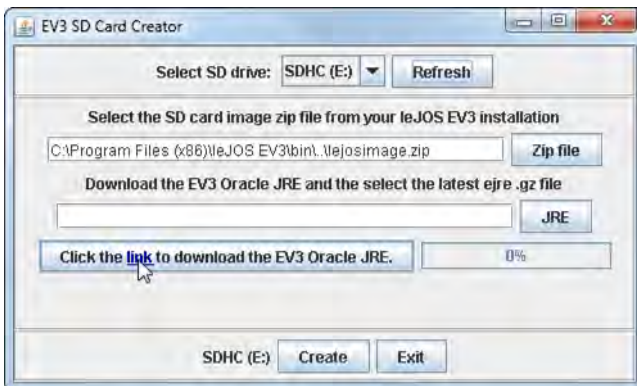 EV3 SD Card Creator
Select SD drive: SDHC (E:) Refresh
Select the SD card image zip file from your leJOS EV3 installation
C:\Program Files (x86)\leJOS EV3\bin\..\lejosimage.zip Zip file
Download the EV3 Oracle JRE and the select the latest ejre .gz file
JRE
Click the link to download the EV3 Oracle JRE. 0%
SDHC (E:) Create Exit